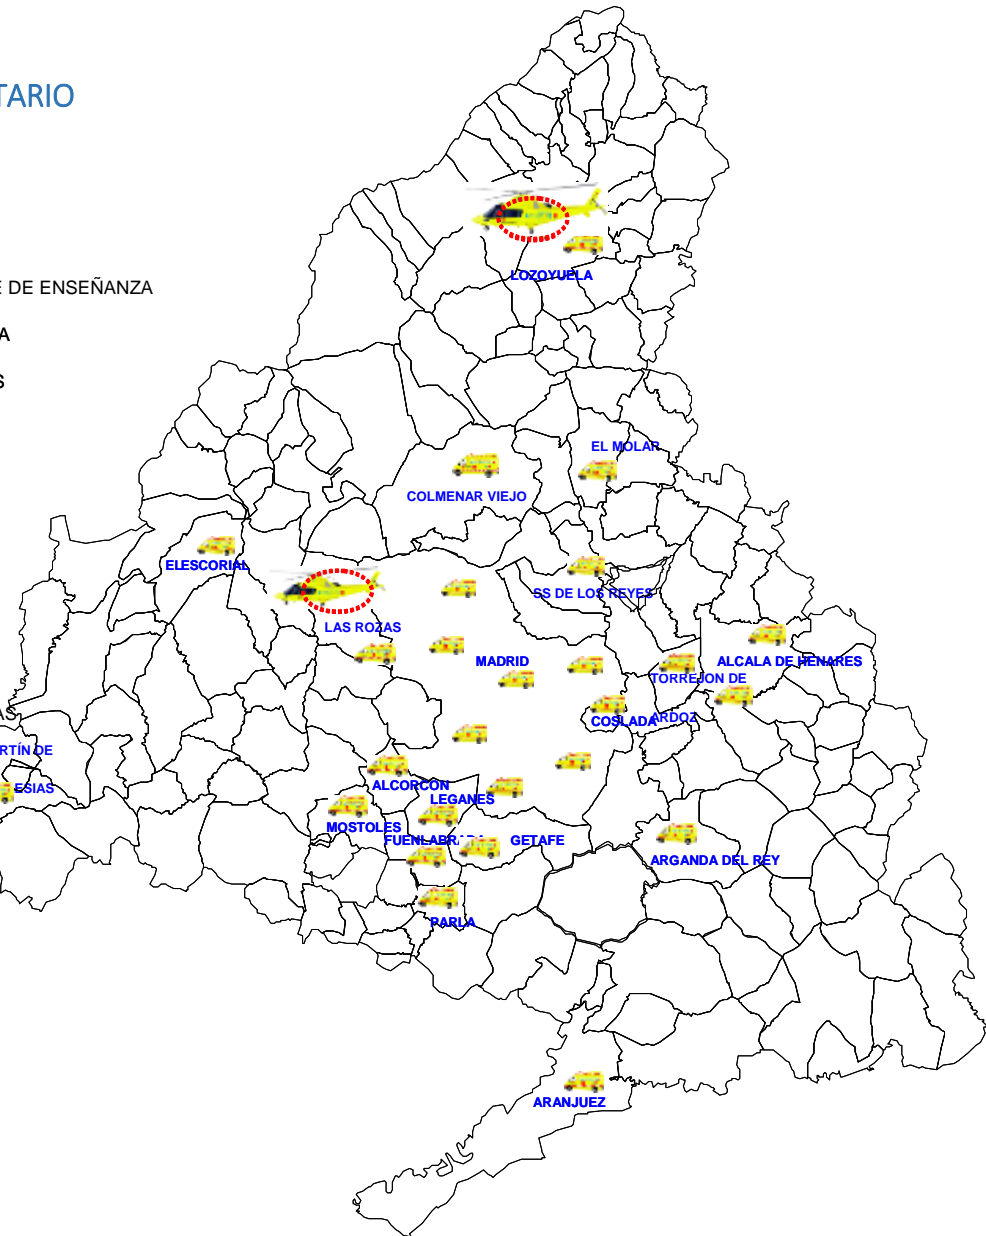 TARIO
E DE ENSEÑANZA
A
S
LOZOYUELA
EL MOLAR
COLMENAR VIEJO
ELESCORIAL
SS DE LOS REYES
LAS ROZAS
MADRID
ALCALA DE HENARES
TORREJON DE
ARDOZ
COSLADA
AS
RTÍN DE
ESIAS
ALCORCON
LEGANES
MOSTOLES
FUENLABRADA
GETAFE
ARGANDA DEL REY
PARLA
ARANJUEZ